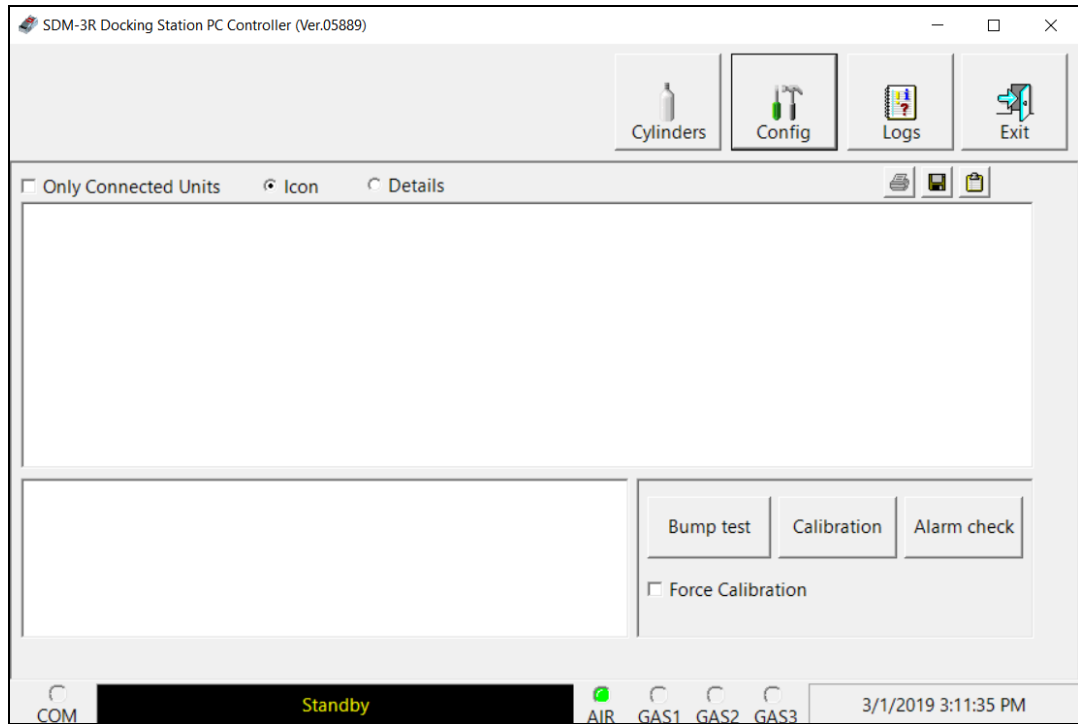 SDM-3R Docking Station PC Controller (Ver.05889)
Cylinders Config Logs Exit
Only Connected Units Icon Details
Bump test Calibration Alarm check
Force Calibration
COM Standby AIR GAS1 GAS2 GAS3 3/1/2019 3:11:35 PM